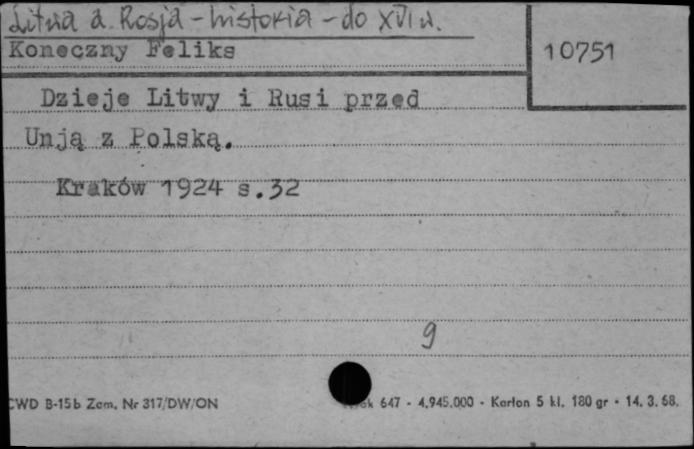 Litwa a Rosja - historia - do XVI w.
Koneczny Feliks
10751
Dzieje Litwy i Rusi przed
Unją z Polską.
Kraków 1924 s.32
9
CWD B-15b Zam. Nr 317/DW/ON
647 - 4.945.000 - Karton 5 kl. 180 gr - 14. 3. 68.